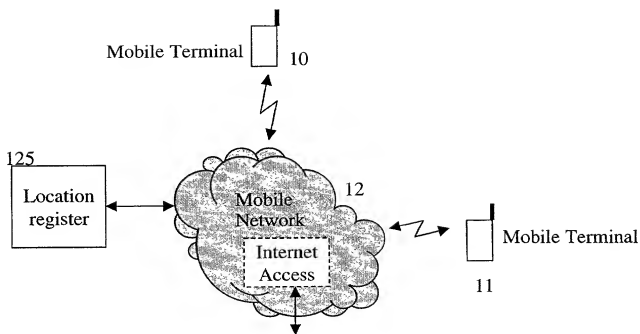 Mobile Terminal
10
125
Location
register
12
Mobile
Network
Internet
Access
Mobile Terminal
11